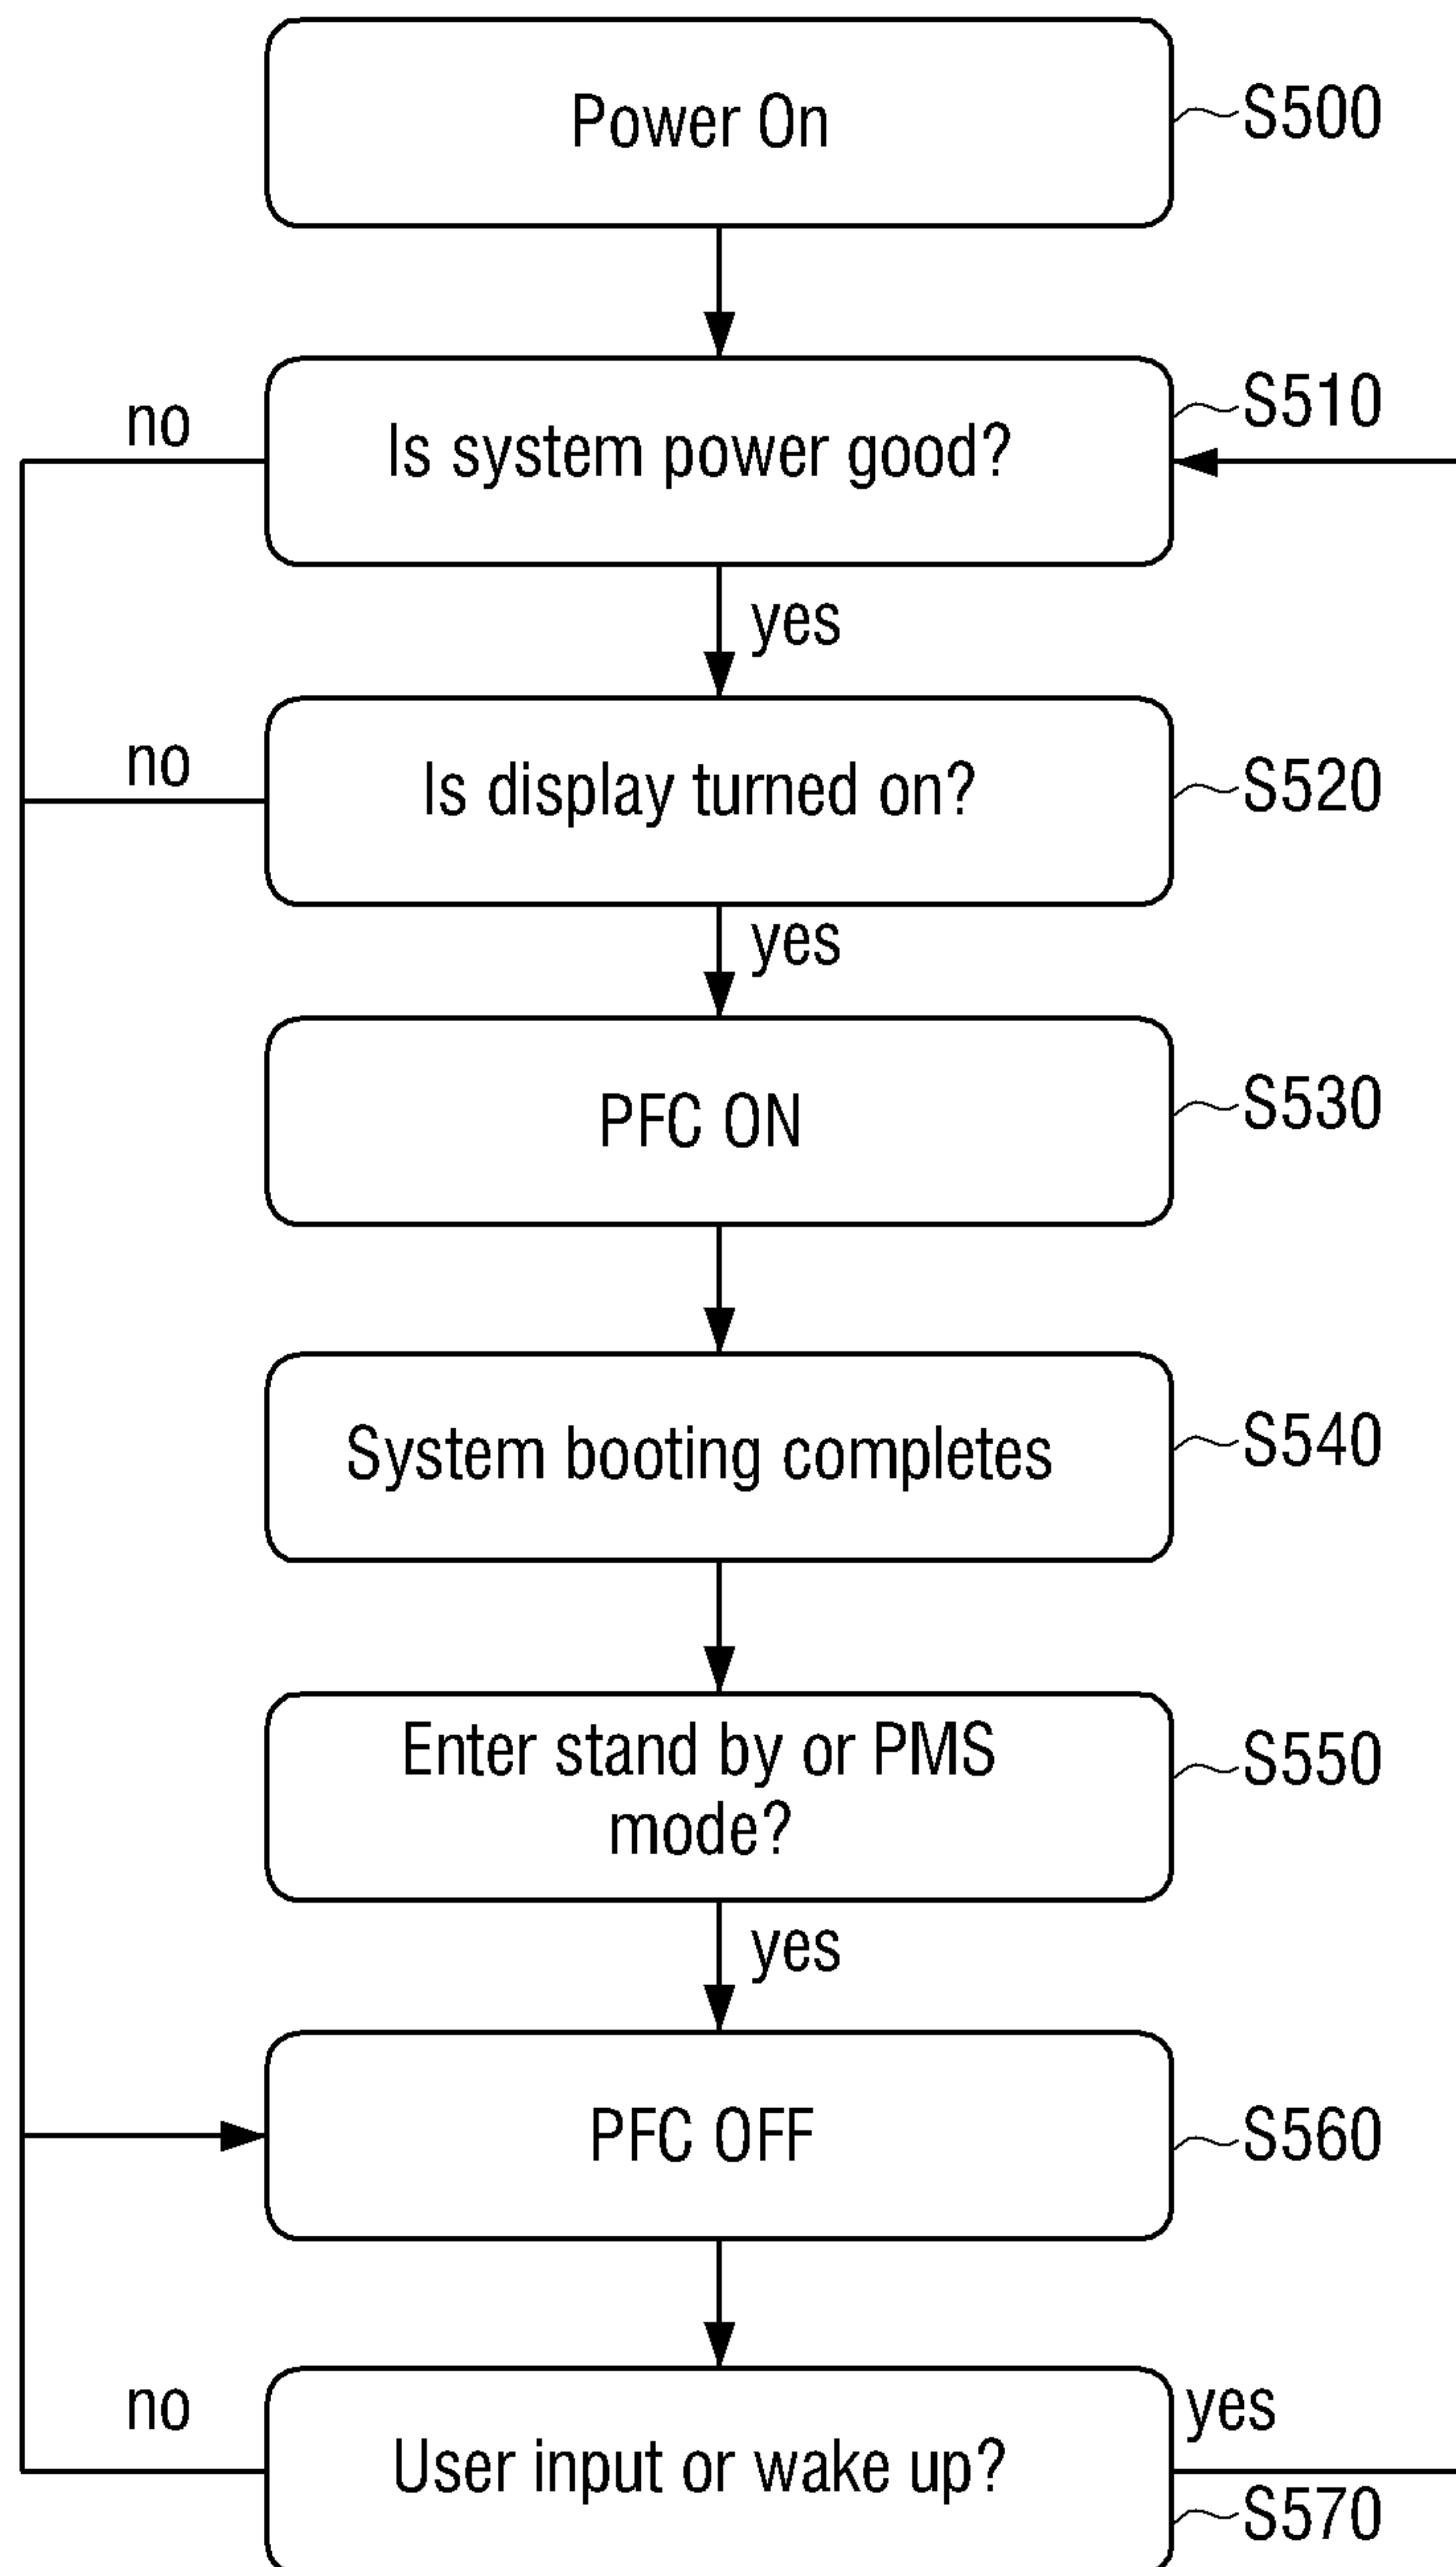 Power On
S500
Is system power good?
S510
no
yes
Is display turned on?
S520
no
yes
PFC ON
S530
System booting completes
S540
Enter stand by or PMS
mode?
S550
yes
PFC OFF
S560
User input or wake up?
S570
no
yes